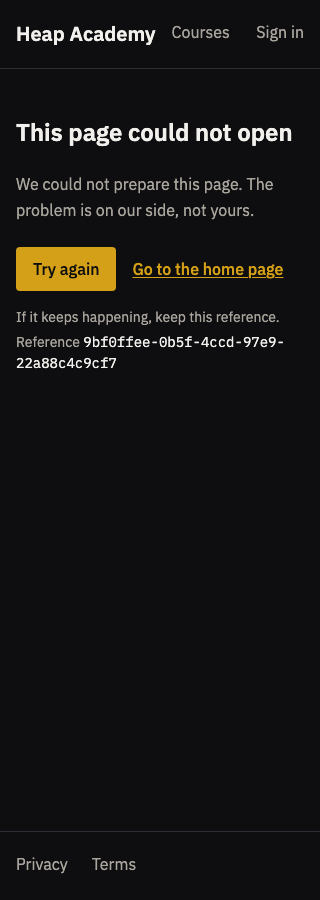 Heap Academy Courses Sign in
This page could not open
We could not prepare this page. The
problem is on our side, not yours.
Try again Go to the home page
If it keeps happening, keep this reference.
Reference 9bf0ffee-0b5f-4ccd-97e9-
22a88c4c9cf7
Privacy Terms